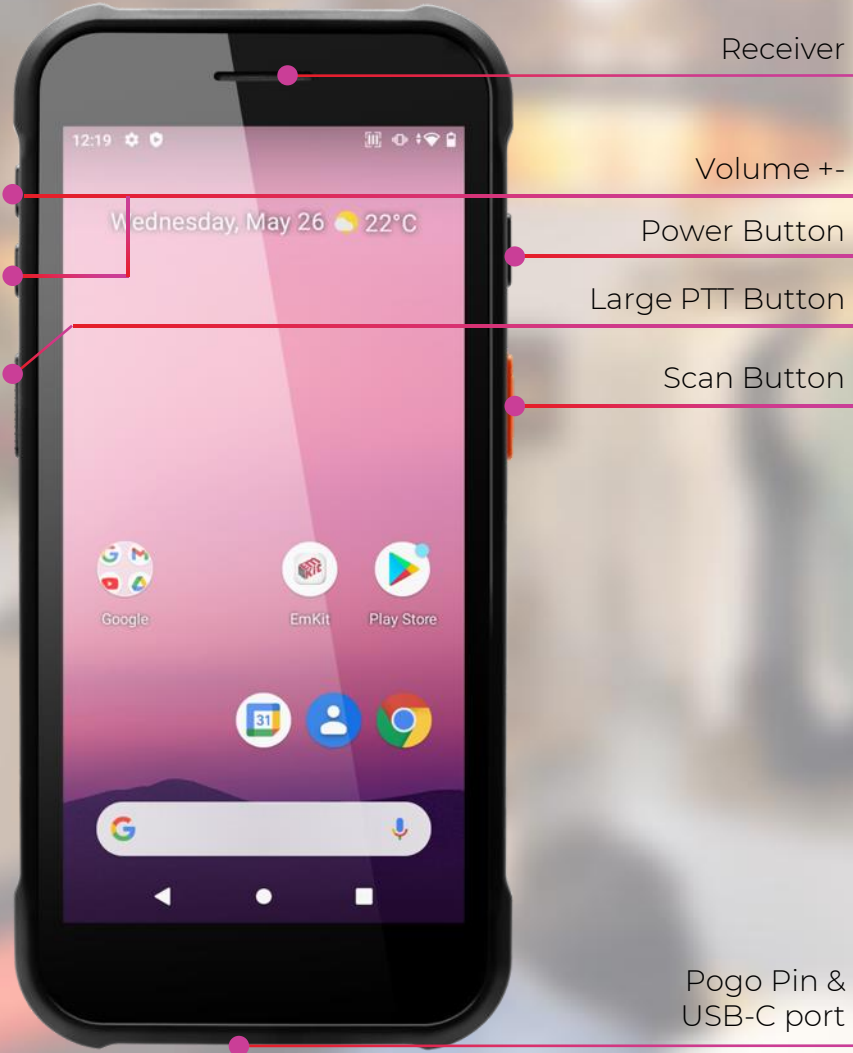 Receiver
12:19
Volume +-
Wednesday, May 26 22°C
Power Button
Large PTT Button
Scan Button
Google
EmKit
Play Store
31
Pogo Pin &
USB-C port